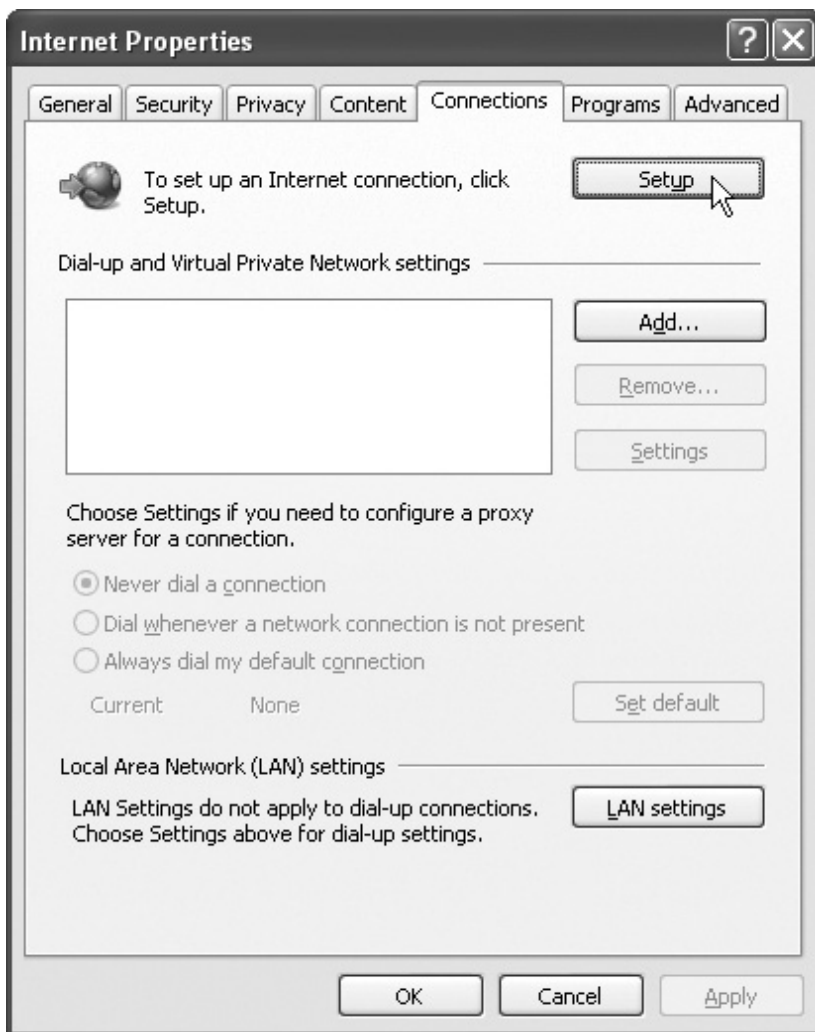 Internet Properties
General Security Privacy Content Connections Programs Advanced
To set up an Internet connection, click
Setup.
Setup
Dial-up and Virtual Private Network settings
Add...
Remove...
Settings
Choose Settings if you need to configure a proxy
server for a connection.
Never dial a connection
Dial whenever a network connection is not present
Always dial my default connection
Current None
Set default
Local Area Network (LAN) settings
LAN Settings do not apply to dial-up connections.
Choose Settings above for dial-up settings.
LAN settings
OK Cancel Apply